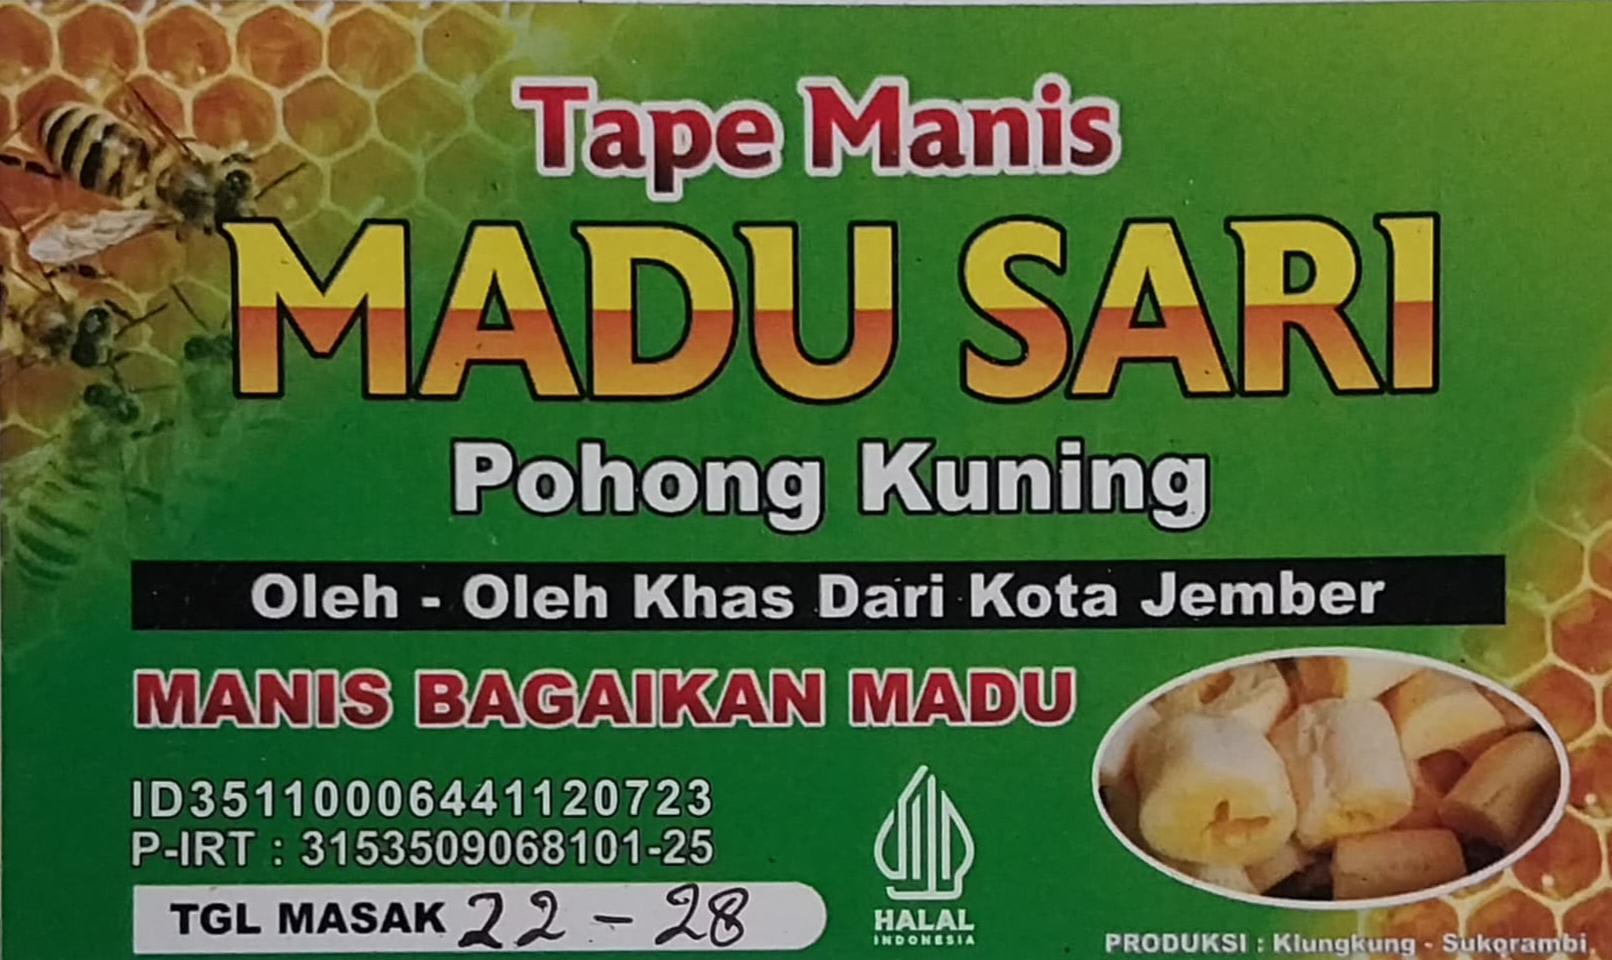 Tape Manis
MADU SARI
Pohong Kuning
Oleh - Oleh Khas Dari Kota Jember
MANIS BAGAIKAN MADU
ID35110006441120723
P-IRT : 3153509068101-25
TGL MASAK 22 - 28
HALAL
INDONESIA
PRODUKSI : Klungkung - Sukorambi.